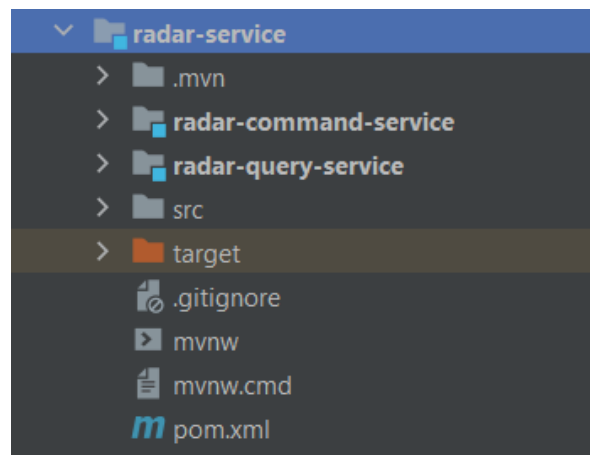 radar-service
.mvn
radar-command-service
radar-query-service
src
target
.gitignore
mvnw
mvnw.cmd
pom.xml